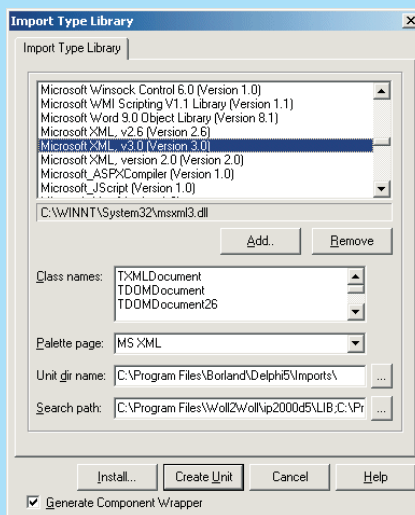 Import Type Library
Import Type Library
Microsoft Winsock Control 6.0 (Version 1.0)
Microsoft WMI Scripting V1.1 Library (Version 1.1)
Microsoft Word 9.0 Object Library (Version 8.1)
Microsoft XML, v2.6 (Version 2.6)
Microsoft XML, v3.0 (Version 3.0)
Microsoft XML, version 2.0 (Version 2.0)
Microsoft_ASPXCompiler (Version 1.0)
Microsoft_JScript (Version 1.0)
C:\WINNT\System32\msxml3.dll
Add.. Remove
Class names: TXMLDocument
TDOMDocument
TDOMDocument26
Palette page: MS XML
Unit dir name: C:\Program Files\Borland\Delphi5\Imports\ ...
Search path: C:\Program Files\Woll2Woll\ip2000d5\LIB;C:\Pr ...
Install... Create Unit Cancel Help
Generate Component Wrapper